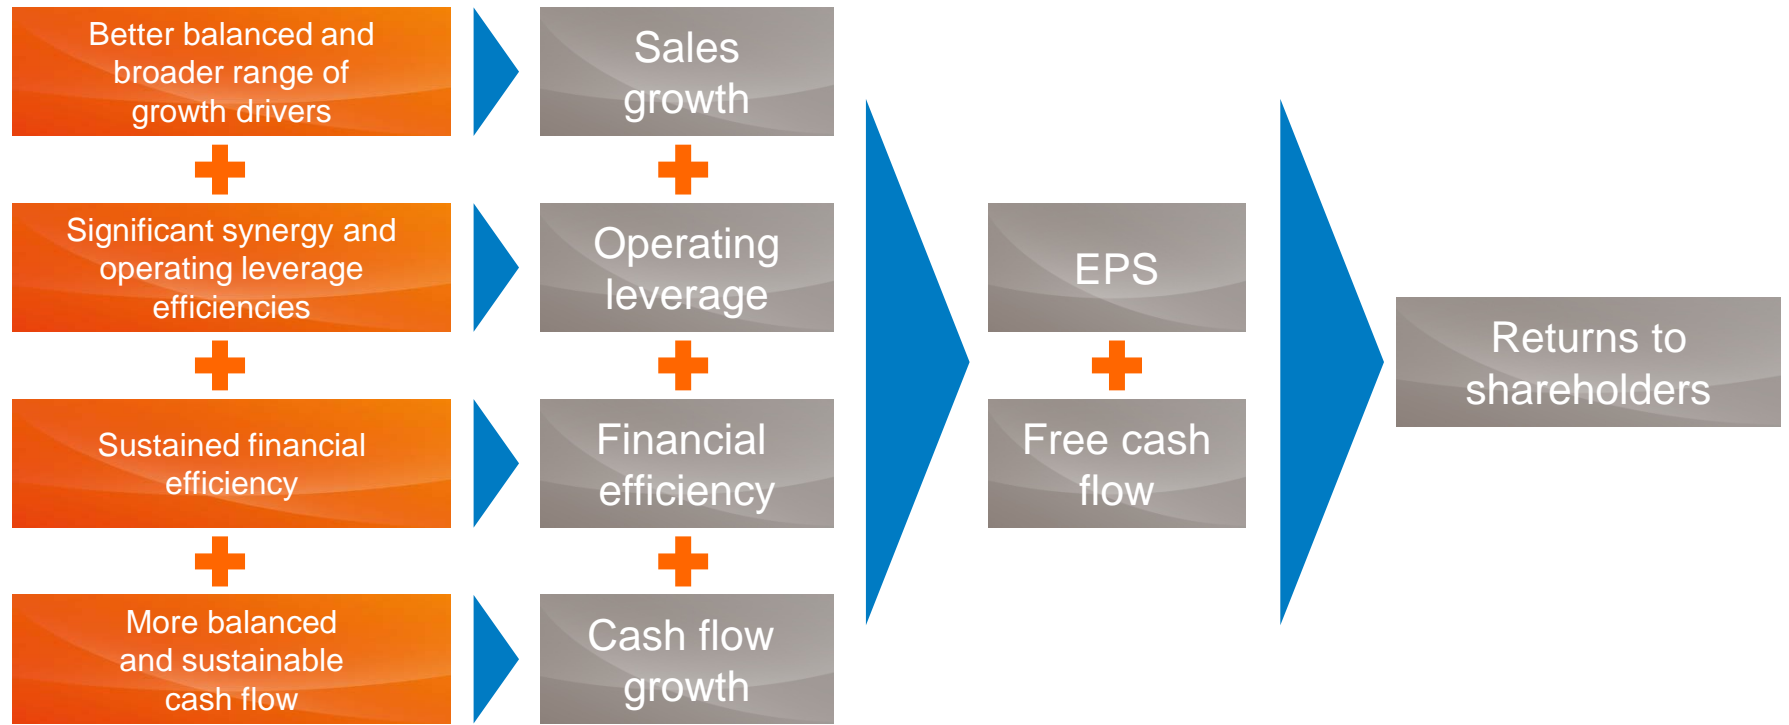 Better balanced and
broader range of
growth drivers
Sales
growth
Significant synergy and
operating leverage
efficiencies
Operating
leverage
Sustained financial
efficiency
Financial
efficiency
More balanced
and sustainable
cash flow
Cash flow
growth
EPS
Free cash
flow
Returns to
shareholders